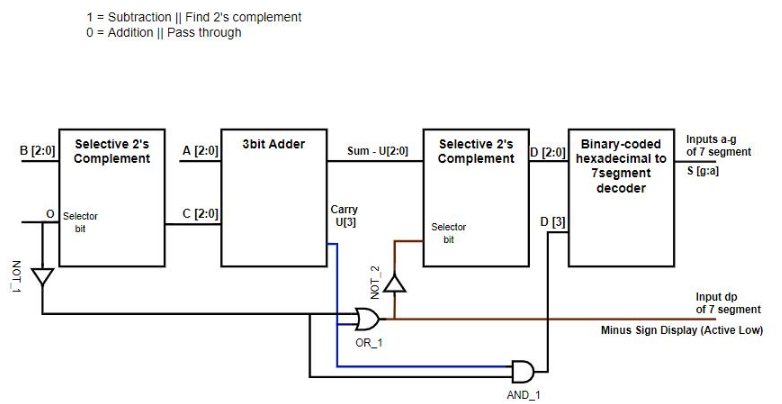 1 = Subtraction || Find 2's complement
0 = Addition || Pass through
Selective 2's
Complement
3bit Adder
Selective 2's
Complement
Binary-coded
hexadecimal to
7segment
decoder
B [2:0]
A [2:0]
Sum - U[2:0]
D [2:0]
Inputs a-g
of 7 segment
S [g:a]
O
Selector
bit
C [2:0]
Carry
U[3]
Selector
bit
D [3]
NOT_1
NOT_2
OR_1
AND_1
Input dp
of 7 segment
Minus Sign Display (Active Low)